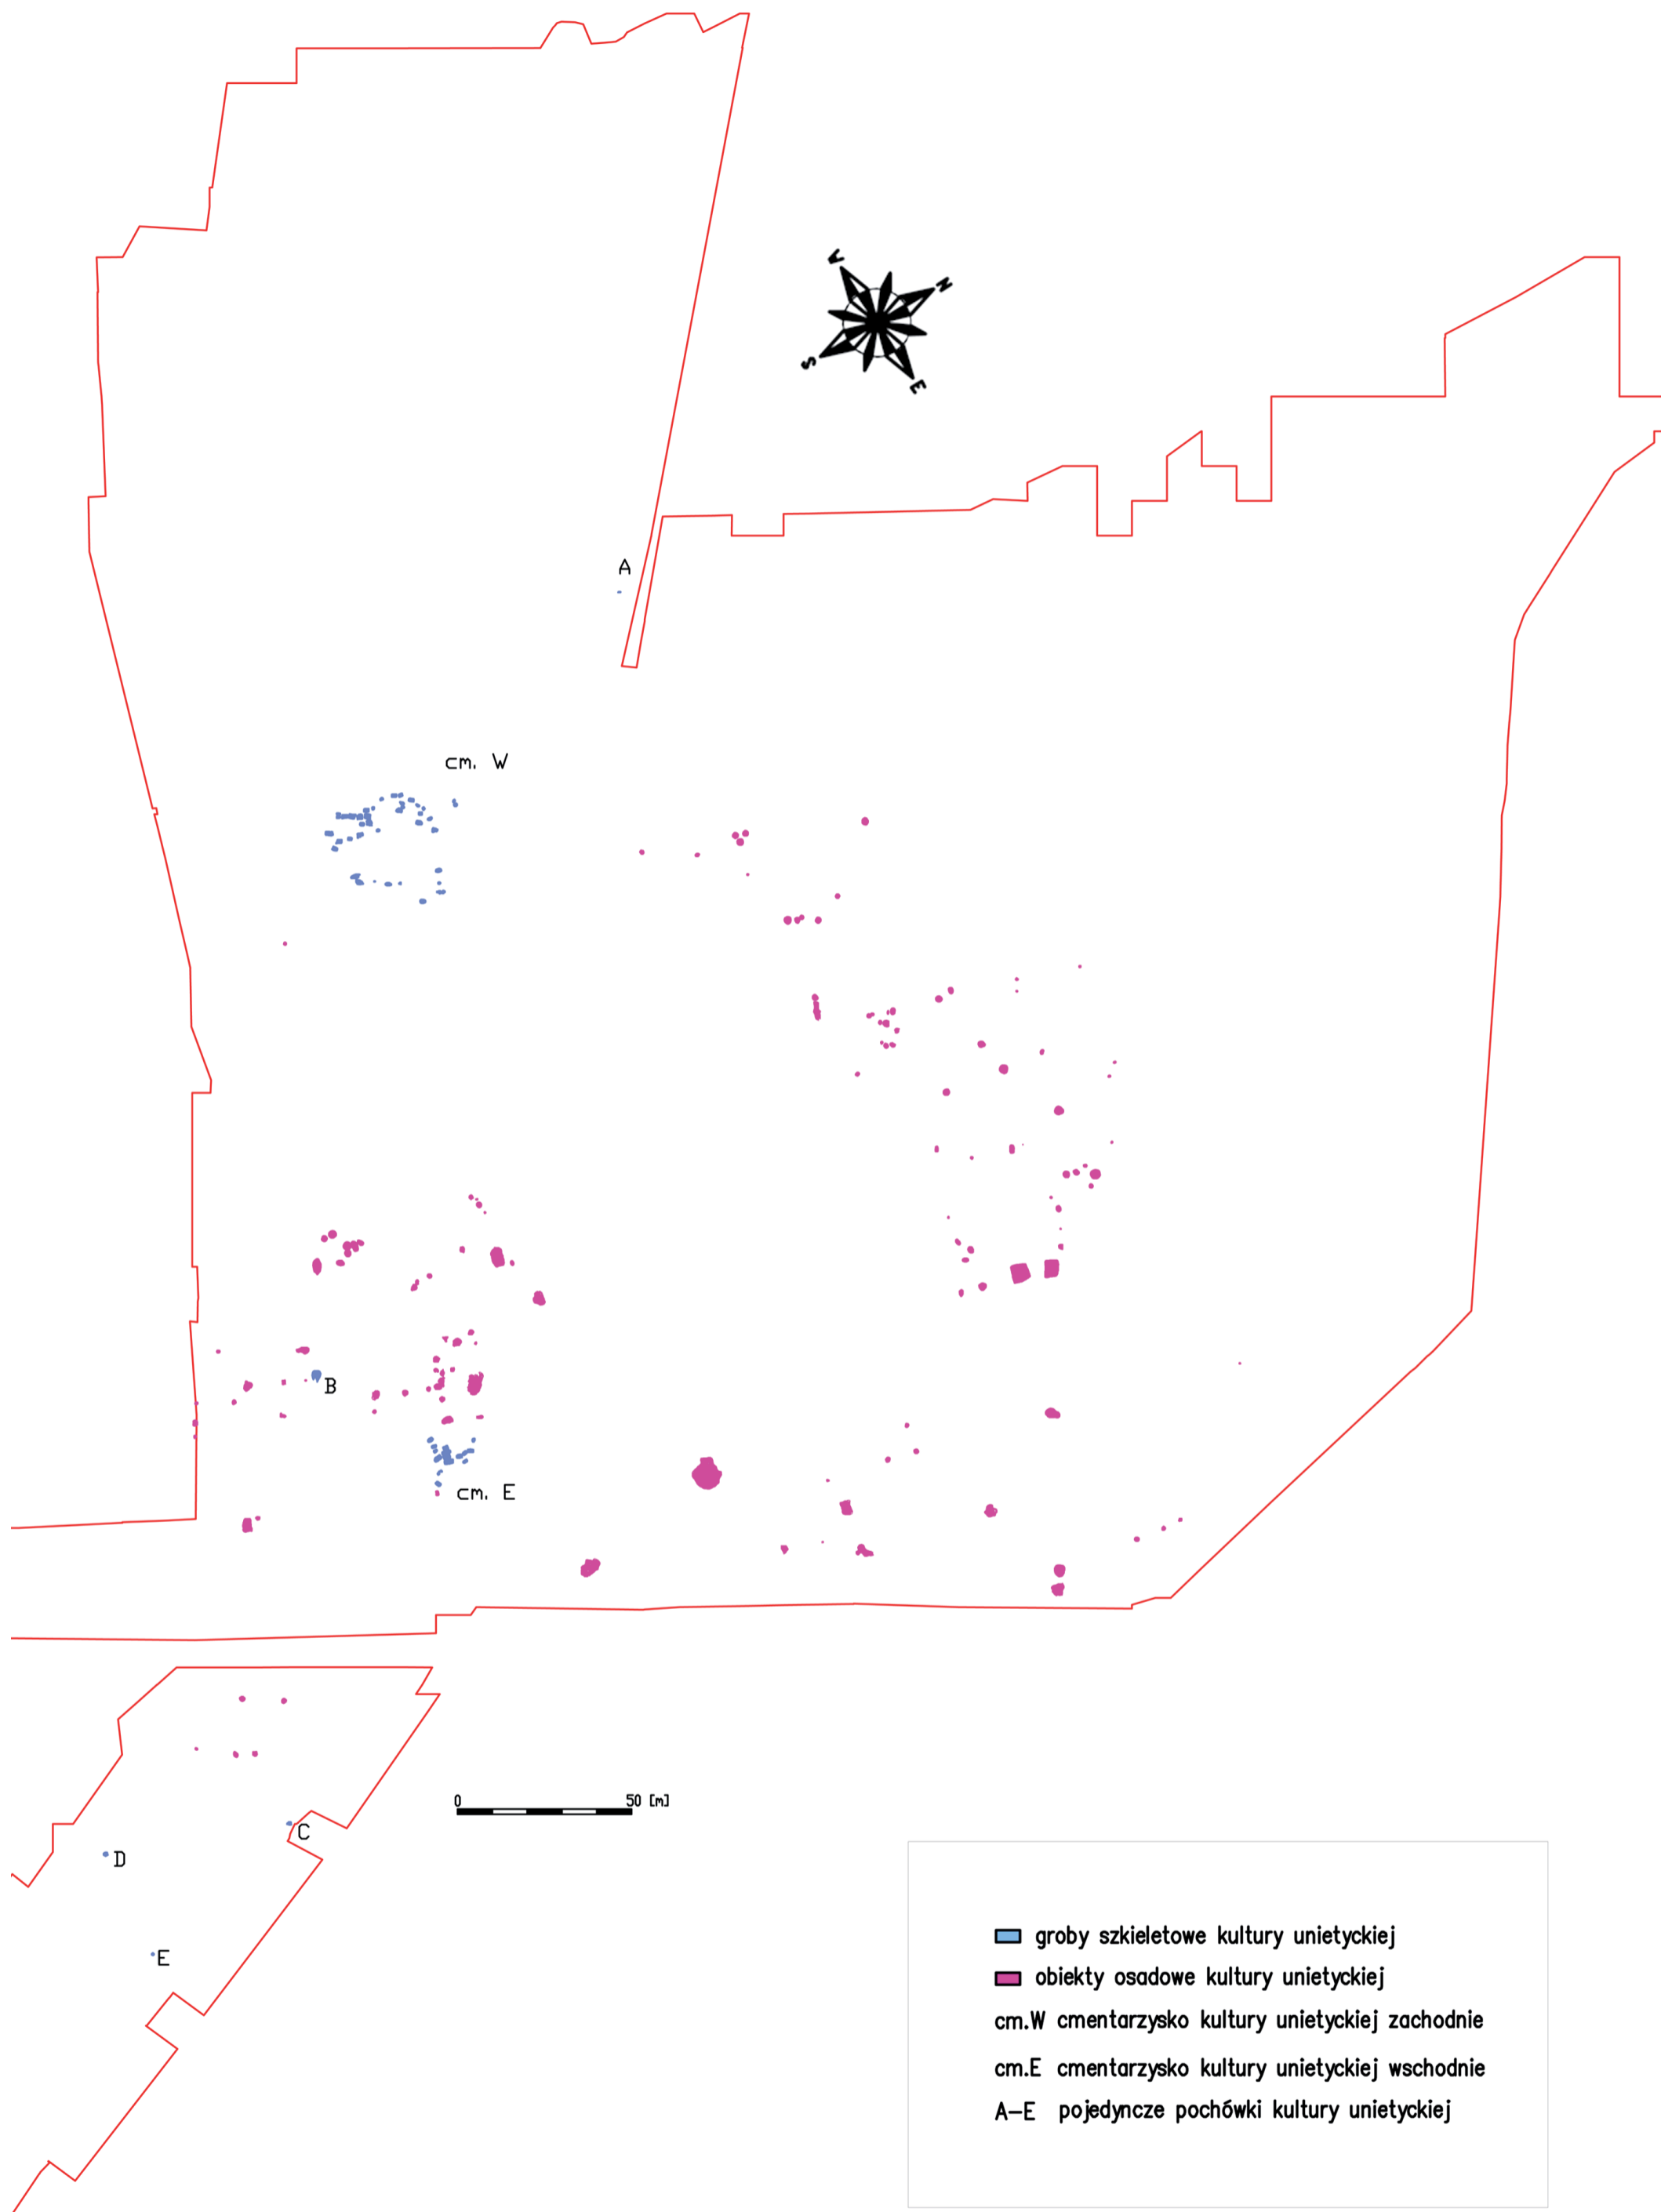 W
N
S
E
A
cm. W
B
cm. E
0 50 [m]
C
D
E
groby szkieletowe kultury unietyckiej
obiekty osadowe kultury unietyckiej
cm.W cmentarzysko kultury unietyckiej zachodnie
cm.E cmentarzysko kultury unietyckiej wschodnie
A–E pojedyncze pochówki kultury unietyckiej